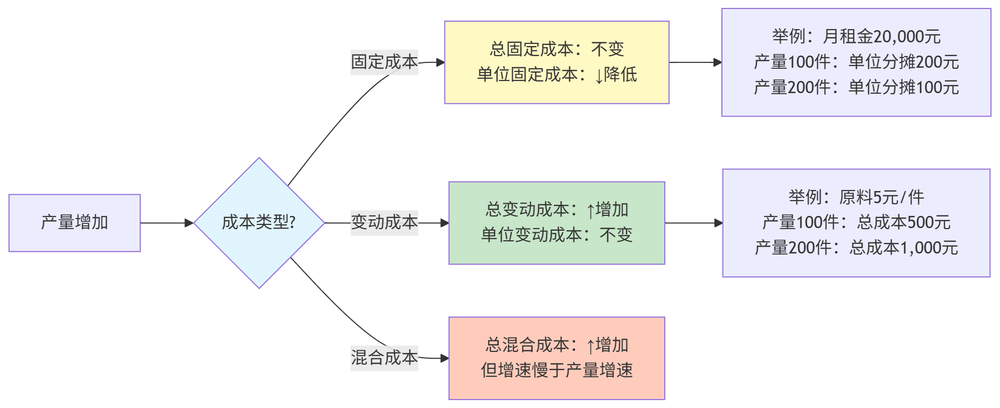 产量增加
成本类型?
固定成本
总固定成本：不变
单位固定成本：↓降低
举例：月租金20,000元
产量100件：单位分摊200元
产量200件：单位分摊100元
变动成本
总变动成本：↑增加
单位变动成本：不变
举例：原料5元/件
产量100件：总成本500元
产量200件：总成本1,000元
混合成本
总混合成本：↑增加
但增速慢于产量增速